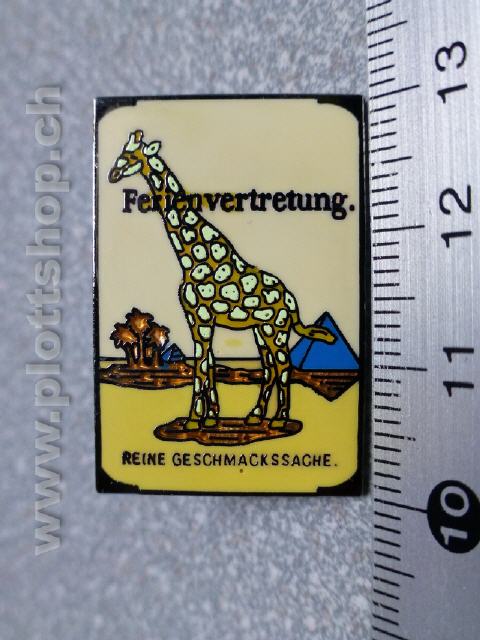 Ferienvertretung.
REINE GESCHMACKSSACHE.
www.plottshop.ch
13
12
11
10